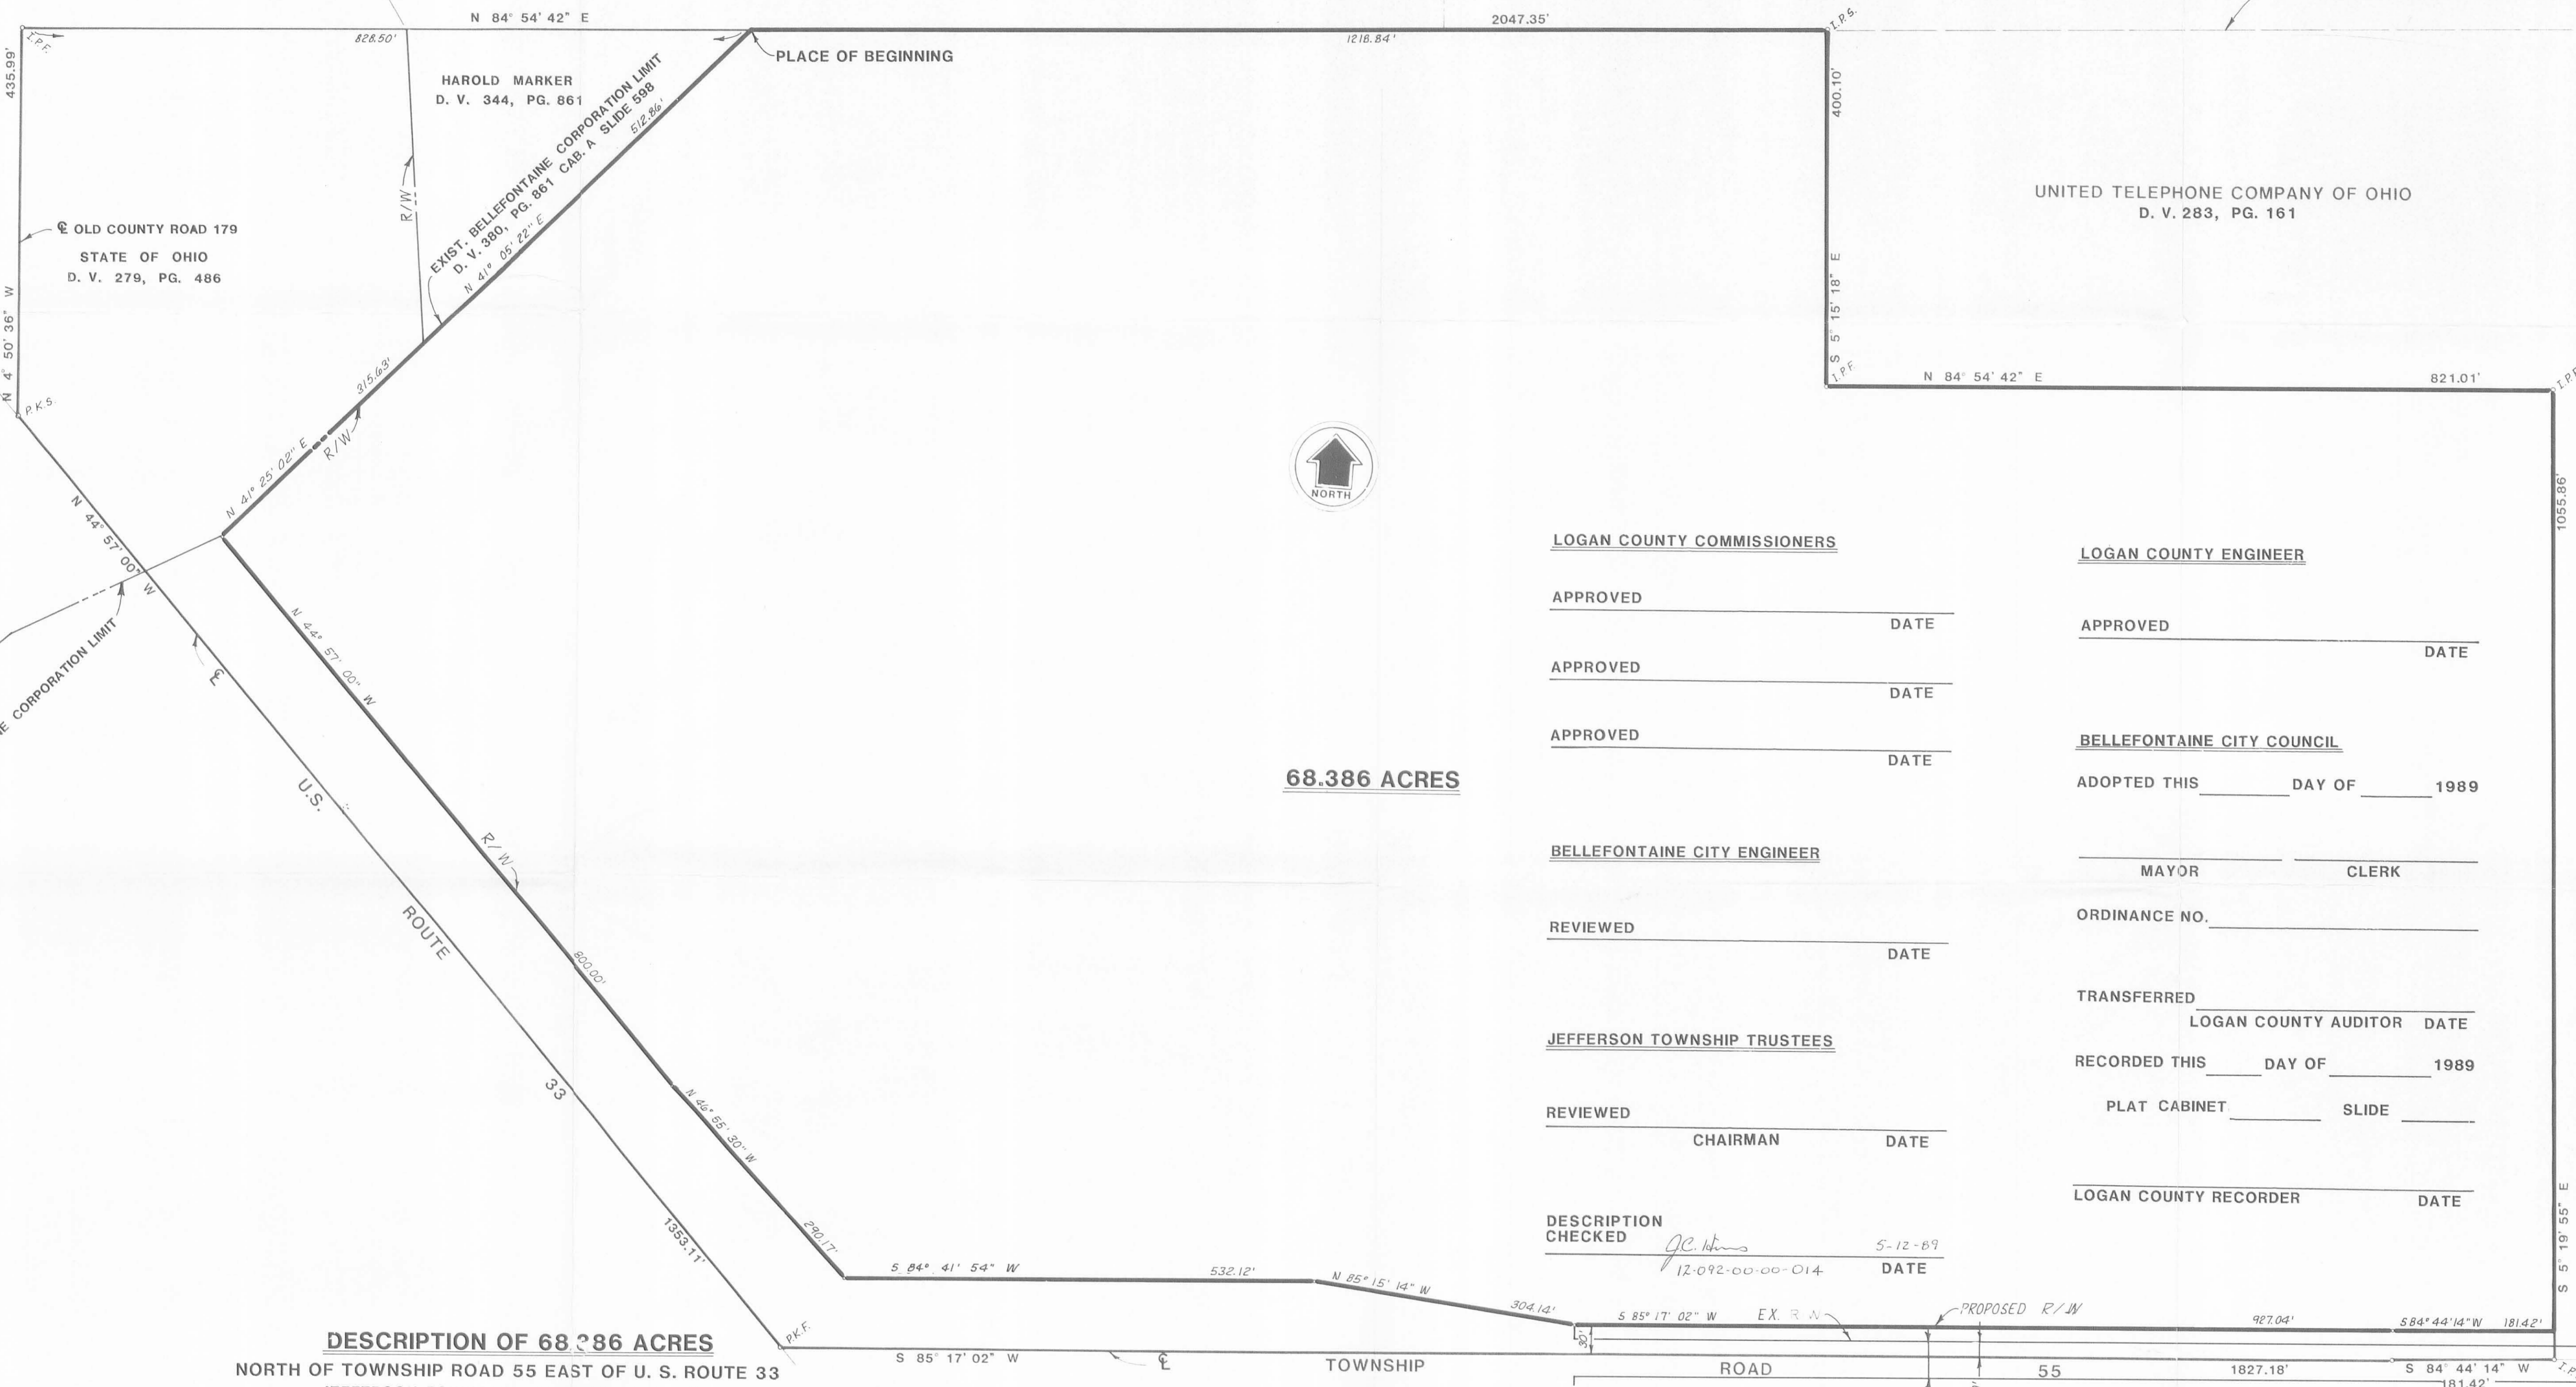 N 84° 54' 42" E
2047.35'
I.P.S.
I.P.F.
828.50'
1218.84'
PLACE OF BEGINNING
435.99'
N 4° 50' 36" W
HAROLD MARKER
D. V. 344, PG. 861
EXIST. BELLEFONTAINE CORPORATION LIMIT
D. V. 380, PG. 861 CAB. A SLIDE 598
512.86'
N 41° 05' 22" E
R/W
400.10'
S 5° 15' 18" E
UNITED TELEPHONE COMPANY OF OHIO
D. V. 283, PG. 161
℄ OLD COUNTY ROAD 179
STATE OF OHIO
D. V. 279, PG. 486
I.P.F
N 84° 54' 42" E
821.01'
I.P.F.
P.K.S.
315.63'
R/W
N 41° 25' 02" E
NORTH
1055.86'
S 5° 19' 55" E
N 44° 57' 00" W
CORPORATION LIMIT
℄
N 44° 57' 00" W
R/W
800.00'
U.S.
ROUTE
33
1353.11'
N 46° 55' 30" W
290.17'
68.386 ACRES
LOGAN COUNTY COMMISSIONERS
APPROVED
DATE
APPROVED
DATE
APPROVED
DATE
BELLEFONTAINE CITY ENGINEER
REVIEWED
DATE
JEFFERSON TOWNSHIP TRUSTEES
REVIEWED
CHAIRMAN DATE
DESCRIPTION
CHECKED
5-12-89
12-092-00-00-014 DATE
LOGAN COUNTY ENGINEER
APPROVED
DATE
BELLEFONTAINE CITY COUNCIL
ADOPTED THIS DAY OF 1989
MAYOR CLERK
ORDINANCE NO.
TRANSFERRED
LOGAN COUNTY AUDITOR DATE
RECORDED THIS DAY OF 1989
PLAT CABINET SLIDE
LOGAN COUNTY RECORDER DATE
S 84° 41' 54" W
532.12'
N 85° 15' 14" W
304.14'
S 85° 17' 02" W
EX. R/W
PROPOSED R/W
927.04'
S 84° 44' 14" W 181.42'
30'
P.K.F.
S 85° 17' 02" W
℄
TOWNSHIP
ROAD
55
1827.18'
S 84° 44' 14" W
181.42'
DESCRIPTION OF 68.386 ACRES
NORTH OF TOWNSHIP ROAD 55 EAST OF U. S. ROUTE 33